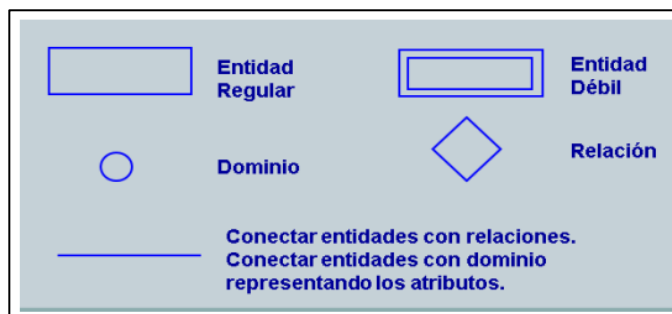 Entidad
Regular
Entidad
Débil
Dominio
Relación
Conectar entidades con relaciones.
Conectar entidades con dominio
representando los atributos.